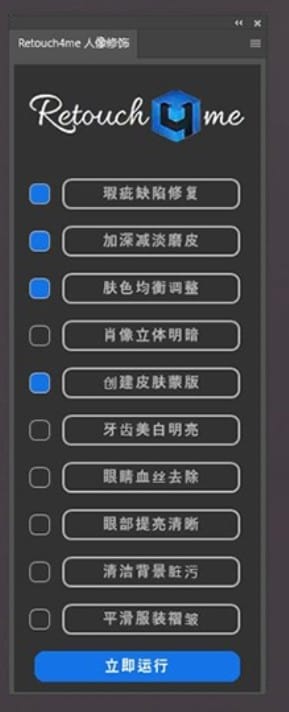 Retouch4me 人像修饰
Retouch4me
瑕疵缺陷修复
加深减淡磨皮
肤色均衡调整
肖像立体明暗
创建皮肤蒙版
牙齿美白明亮
眼睛血丝去除
眼部提亮清晰
清洁背景脏污
平滑服装褶皱
立即运行